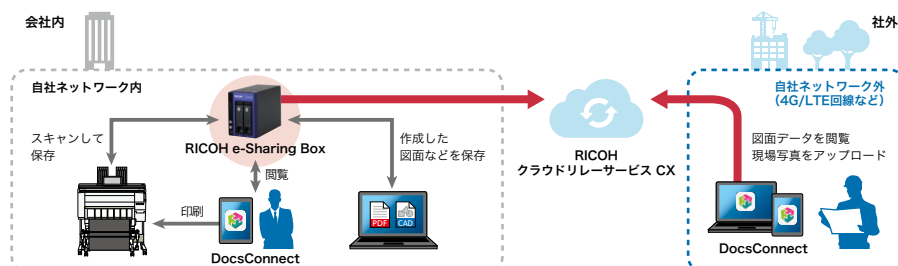 会社内
社外
自社ネットワーク内
自社ネットワーク外
(4G/LTE回線など)
スキャンして
保存
RICOH e-Sharing Box
作成した
図面などを保存
閲覧
印刷
PDF
CAD
DocsConnect
RICOH
クラウドリレーサービス CX
図面データを閲覧
現場写真をアップロード
DocsConnect